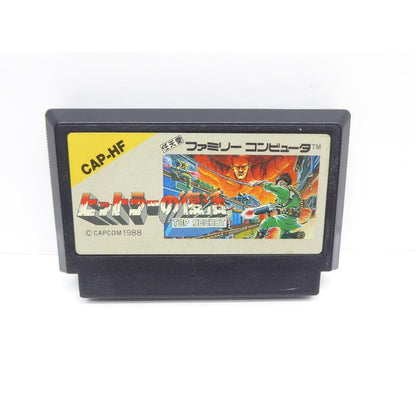 CAP-HF
任天堂 ファミリー コンピュータ™
ヒットラーの復活
TOP SECRET
© CAPCOM 1988